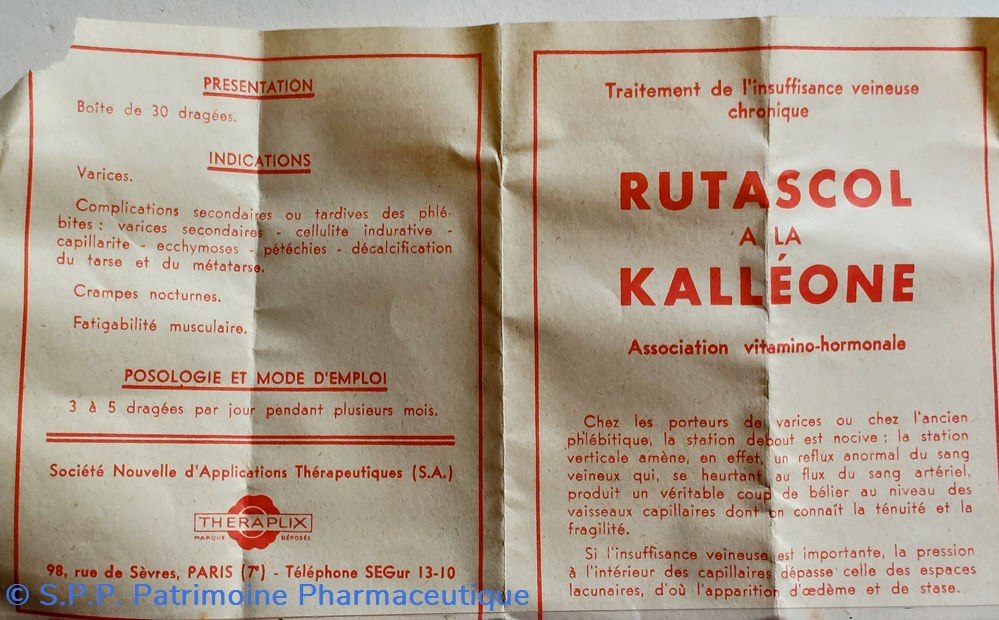 PRESENTATION
Boîte de 30 dragées.
INDICATIONS
Varices.
Complications secondaires ou tardives des phlé-
bites : varices secondaires - cellulite indurative -
capillarite - ecchymoses - pétéchies - décalcification
du tarse et du métatarse.
Crampes nocturnes.
Fatigabilité musculaire.
POSOLOGIE ET MODE D'EMPLOI
3 à 5 dragées par jour pendant plusieurs mois.
Société Nouvelle d'Applications Thérapeutiques (S.A.)
THERAPLIX
MARQUE DÉPOSÉE
98, rue de Sèvres, PARIS (7e) - Téléphone SEGur 13-10
Traitement de l'insuffisance veineuse
chronique
RUTASCOL
A LA
KALLÉONE
Association vitamino-hormonale
Chez les porteurs de varices ou chez l'ancien
phlébitique, la station debout est nocive : la station
verticale amène, en effet, un reflux anormal du sang
veineux qui, se heurtant au flux du sang artériel,
produit un véritable coup de bélier au niveau des
vaisseaux capillaires dont on connaît la ténuité et la
fragilité.
Si l'insuffisance veineuse est importante, la pression
à l'intérieur des capillaires dépasse celle des espaces
lacunaires, d'où l'apparition d'œdème et de stase.
© S.P.P. Patrimoine Pharmaceutique